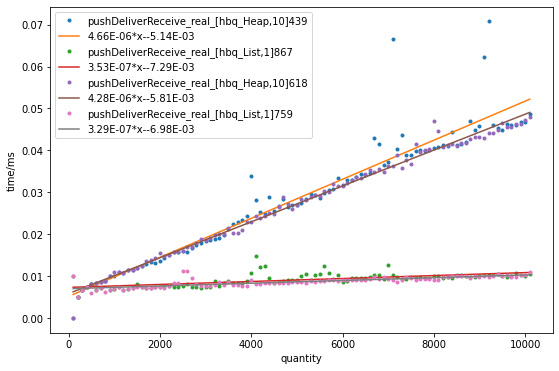 pushDeliverReceive_real_[hbq_Heap,10]439
4.66E-06*x--5.14E-03
pushDeliverReceive_real_[hbq_List,1]867
3.53E-07*x--7.29E-03
pushDeliverReceive_real_[hbq_Heap,10]618
4.28E-06*x--5.81E-03
pushDeliverReceive_real_[hbq_List,1]759
3.29E-07*x--6.98E-03
time/ms
0.07
0.06
0.05
0.04
0.03
0.02
0.01
0.00
0 2000 4000 6000 8000 10000
quantity